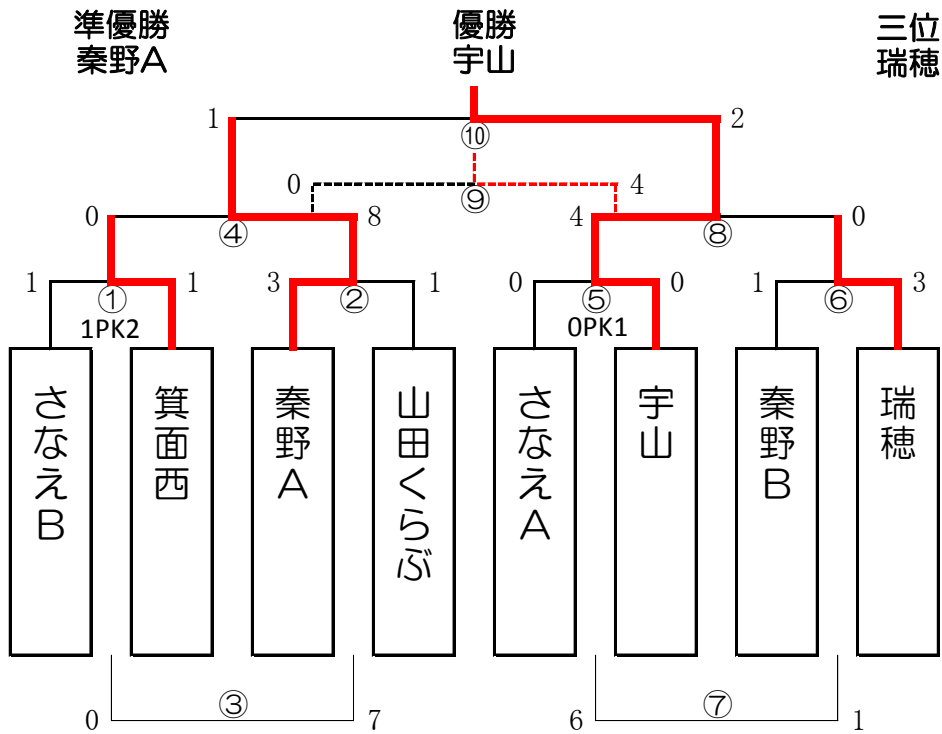 準優勝
秦野A
優勝
宇山
三位
瑞穂
1
2
⑩
0
4
⑨
0
8
4
0
④
⑧
1
1
3
1
0
0
1
3
①
②
⑤
⑥
1PK2
0PK1
さなえB
箕面西
秦野A
山田くらぶ
さなえA
宇山
秦野B
瑞穂
③
⑦
0
7
6
1